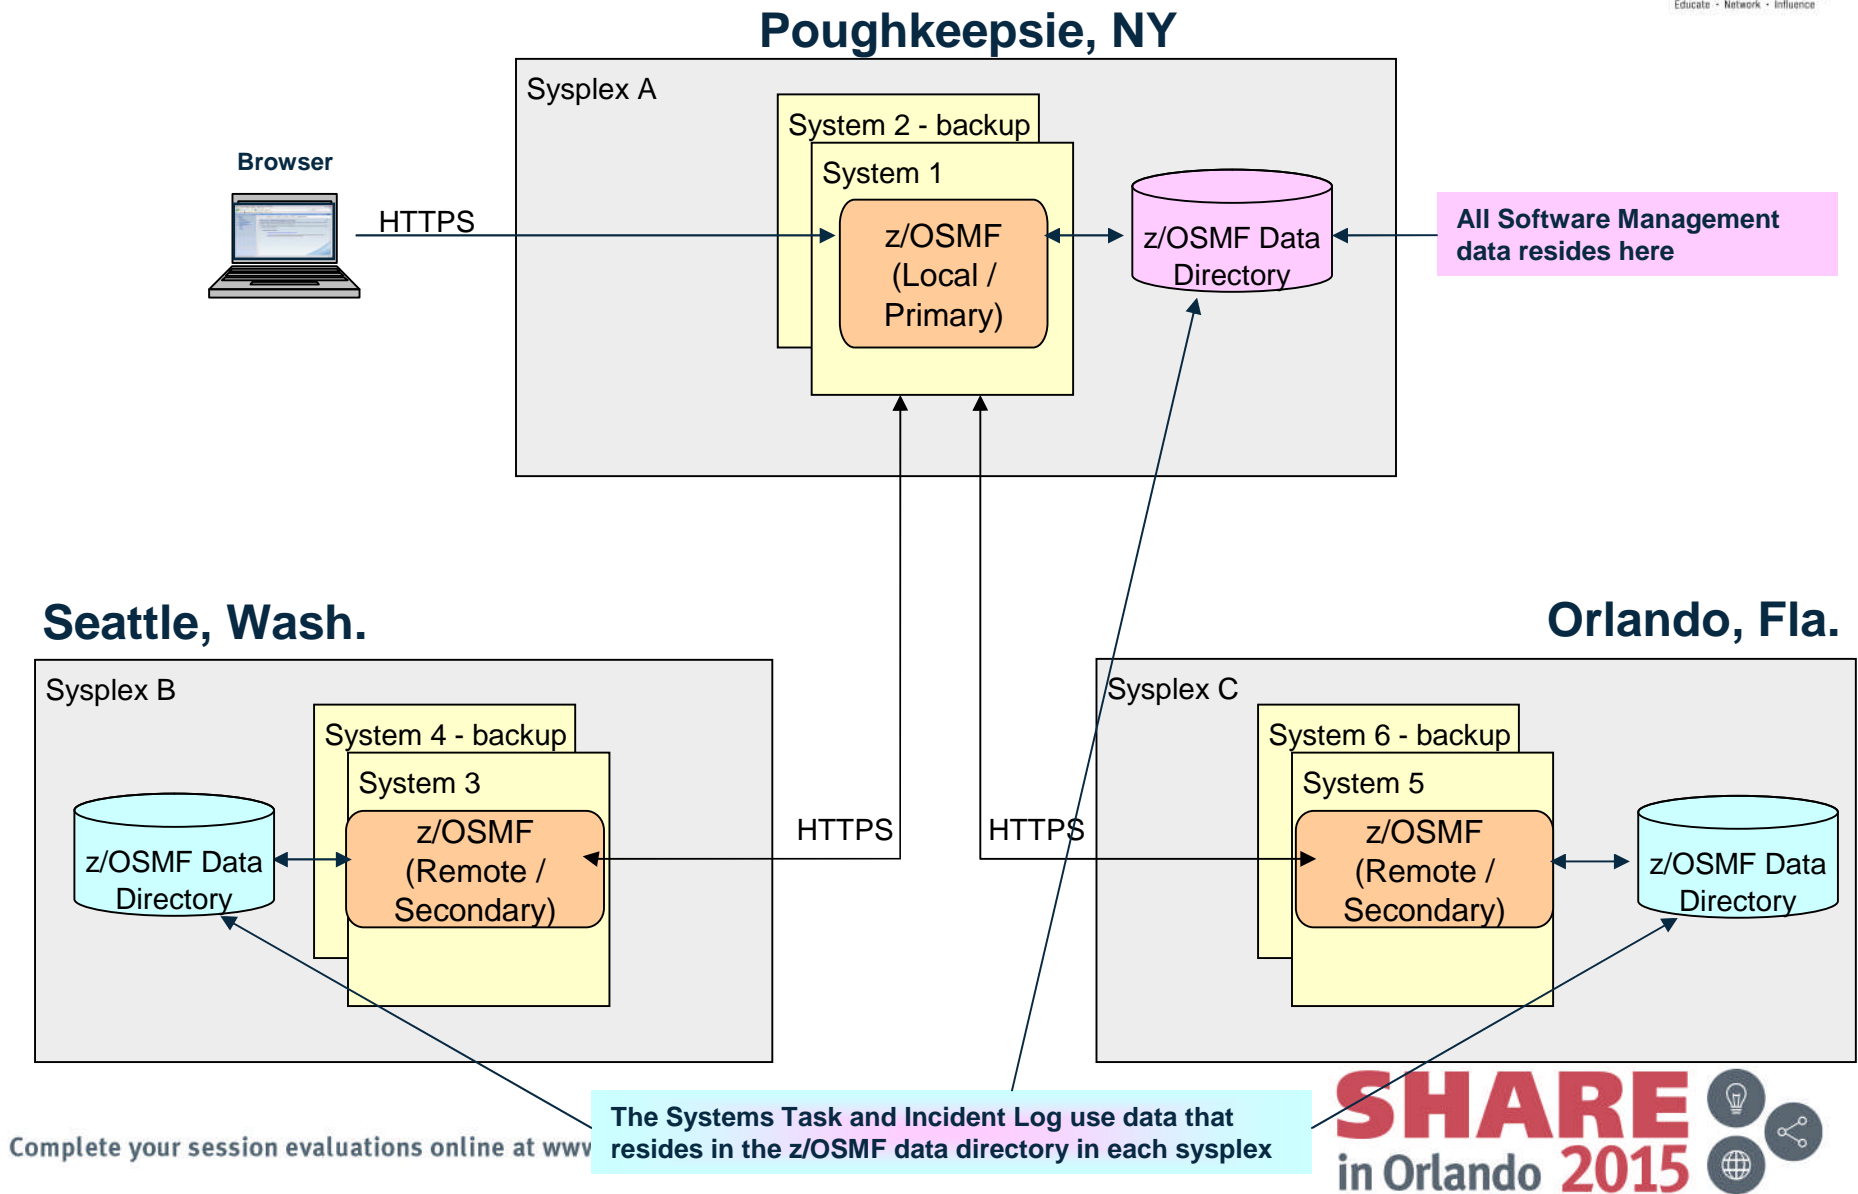 Educate · Network · Influence
Poughkeepsie, NY
Sysplex A
System 2 - backup
System 1
Browser
HTTPS
z/OSMF
(Local /
Primary)
z/OSMF Data
Directory
All Software Management
data resides here
Seattle, Wash.
Orlando, Fla.
Sysplex B
System 4 - backup
System 3
z/OSMF
(Remote /
Secondary)
z/OSMF Data
Directory
HTTPS
HTTPS
Sysplex C
System 6 - backup
System 5
z/OSMF
(Remote /
Secondary)
z/OSMF Data
Directory
The Systems Task and Incident Log use data that
resides in the z/OSMF data directory in each sysplex
Complete your session evaluations online at www
SHARE
in Orlando 2015